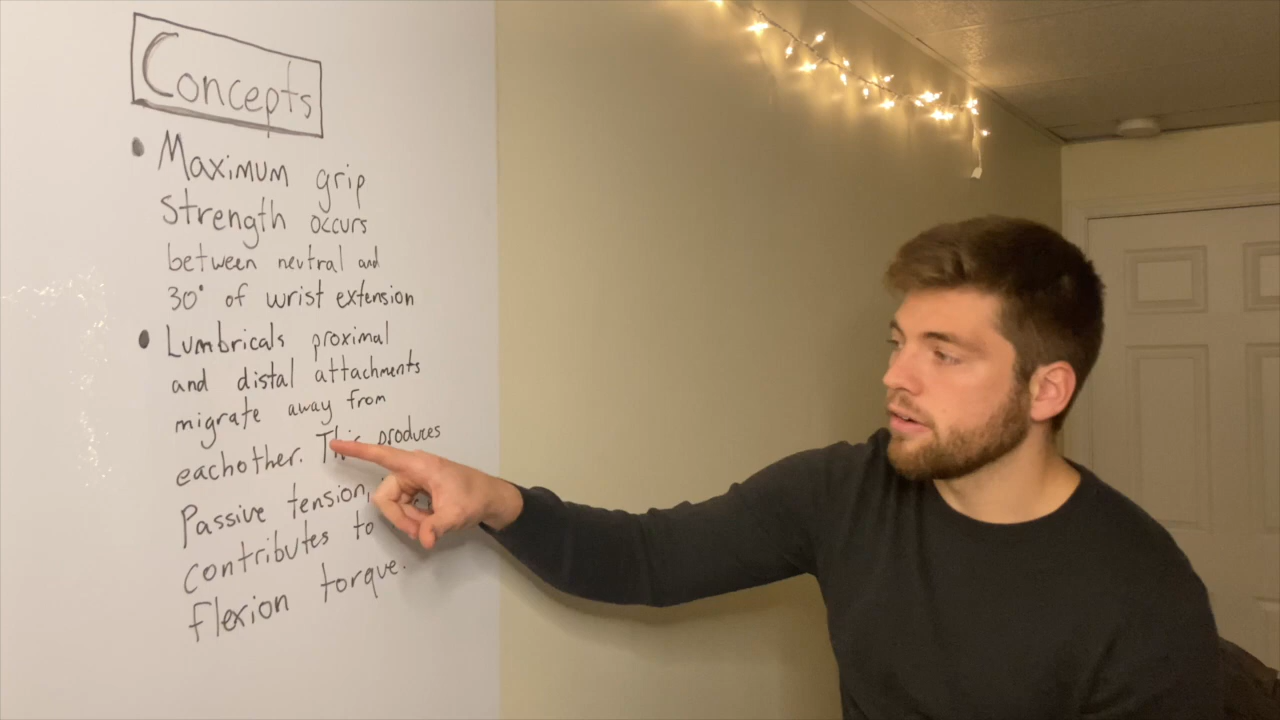 Concepts
• Maximum grip
strength occurs
between neutral and
30° of wrist extension
• Lumbricals proximal
and distal attachments
migrate away from
eachother. This produces
Passive tension,
contributes to
flexion torque.